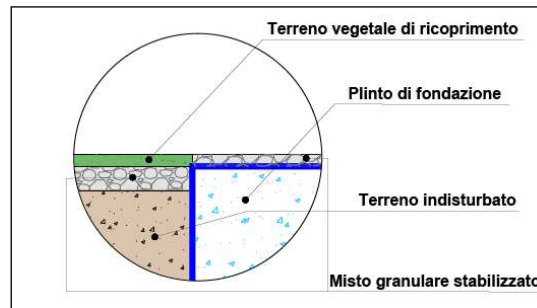 Terreno vegetale di ricoprimento
Plinto di fondazione
Terreno indisturbato
Misto granulare stabilizzato